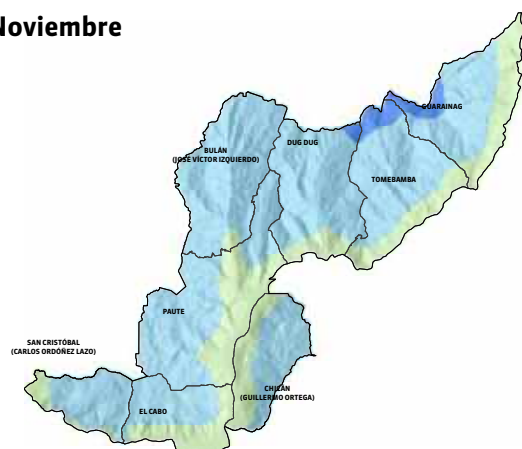 Noviembre
GUARAINAG
DUG DUG
BULÁN
(JOSÉ VÍCTOR IZQUIERDO)
TOMEBAMBA
PAUTE
SAN CRISTÓBAL
(CARLOS ORDÓÑEZ LAZO)
CHICÁN
(GUILLERMO ORTEGA)
EL CABO